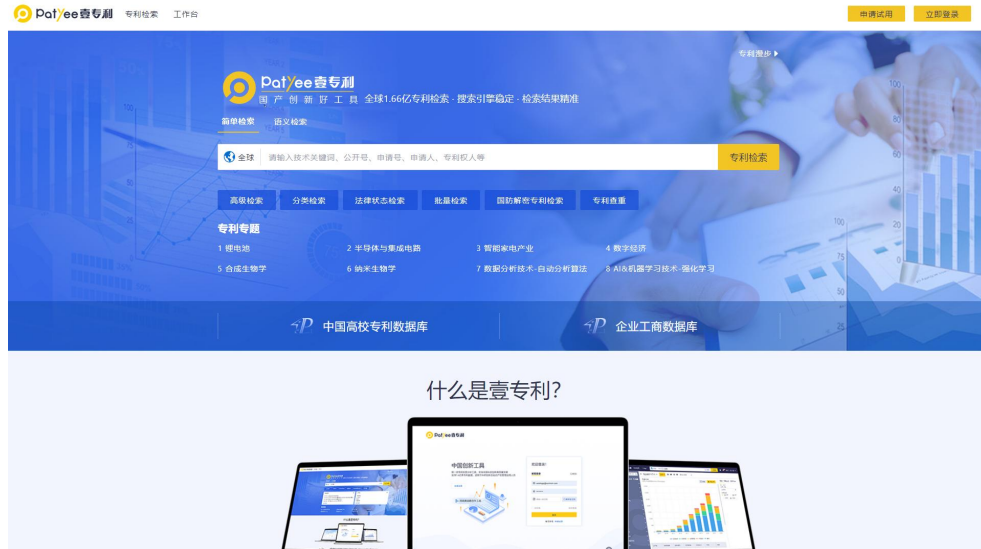 Patyee壹专利 专利检索 工作台 申请试用 立即登录
专利漫步
Patyee壹专利
国产创新好工具 全球1.66亿专利检索 - 搜索引擎稳定 - 检索结果精准
简单检索 语义检索
全球 请输入技术关键词、公开号、申请号、申请人、专利权人等 专利检索
高级检索 分类检索 法律状态检索 批量检索 国防解密专利检索 专利查重
专利专题
1 锂电池 2 半导体与集成电路 3 智能家电产业 4 数字经济
5 合成生物学 6 纳米生物学 7 数据分析技术-自动分析算法 8 AI&机器学习技术-强化学习
中国高校专利数据库 企业工商数据库
什么是壹专利?
Patyee壹专利
中国创新工具